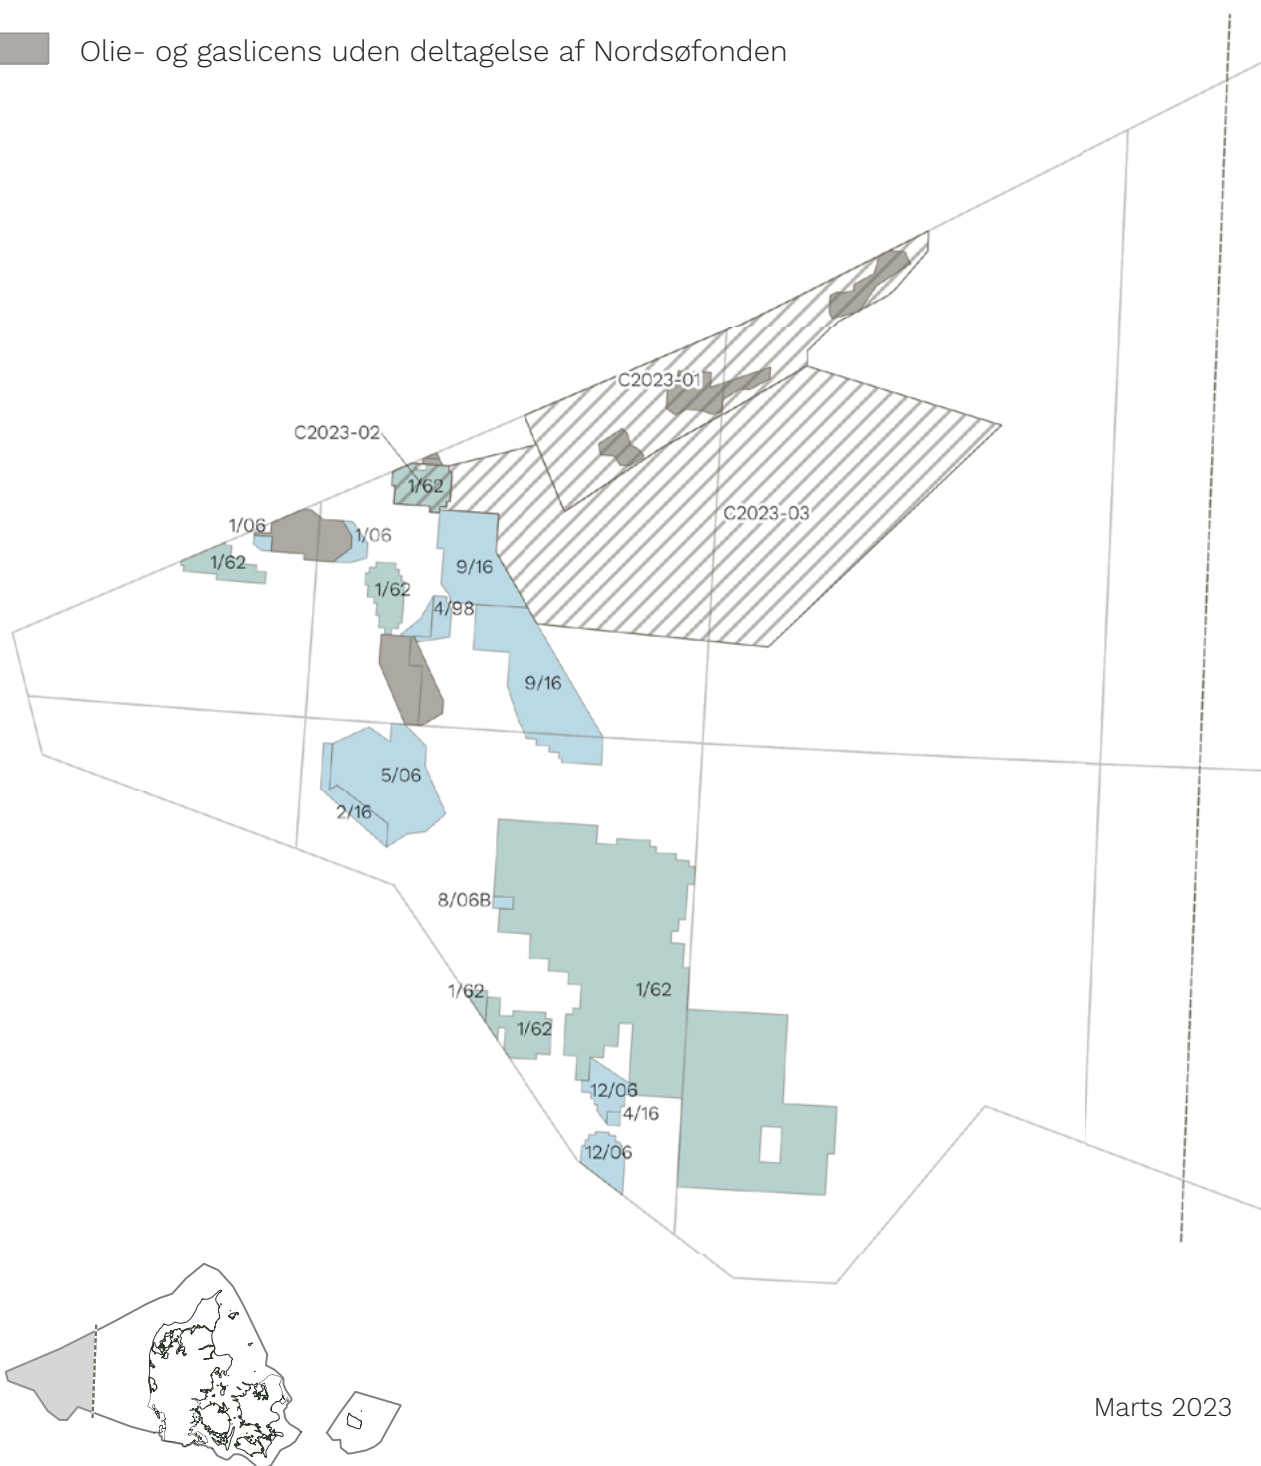 Olie- og gaslicens uden deltagelse af Nordsøfonden
C2023-01
C2023-02
1/62
C2023-03
1/06
1/06
1/62
9/16
1/62
4/98
9/16
5/06
2/16
8/06B
1/62
1/62
1/62
12/06
4/16
12/06
Marts 2023